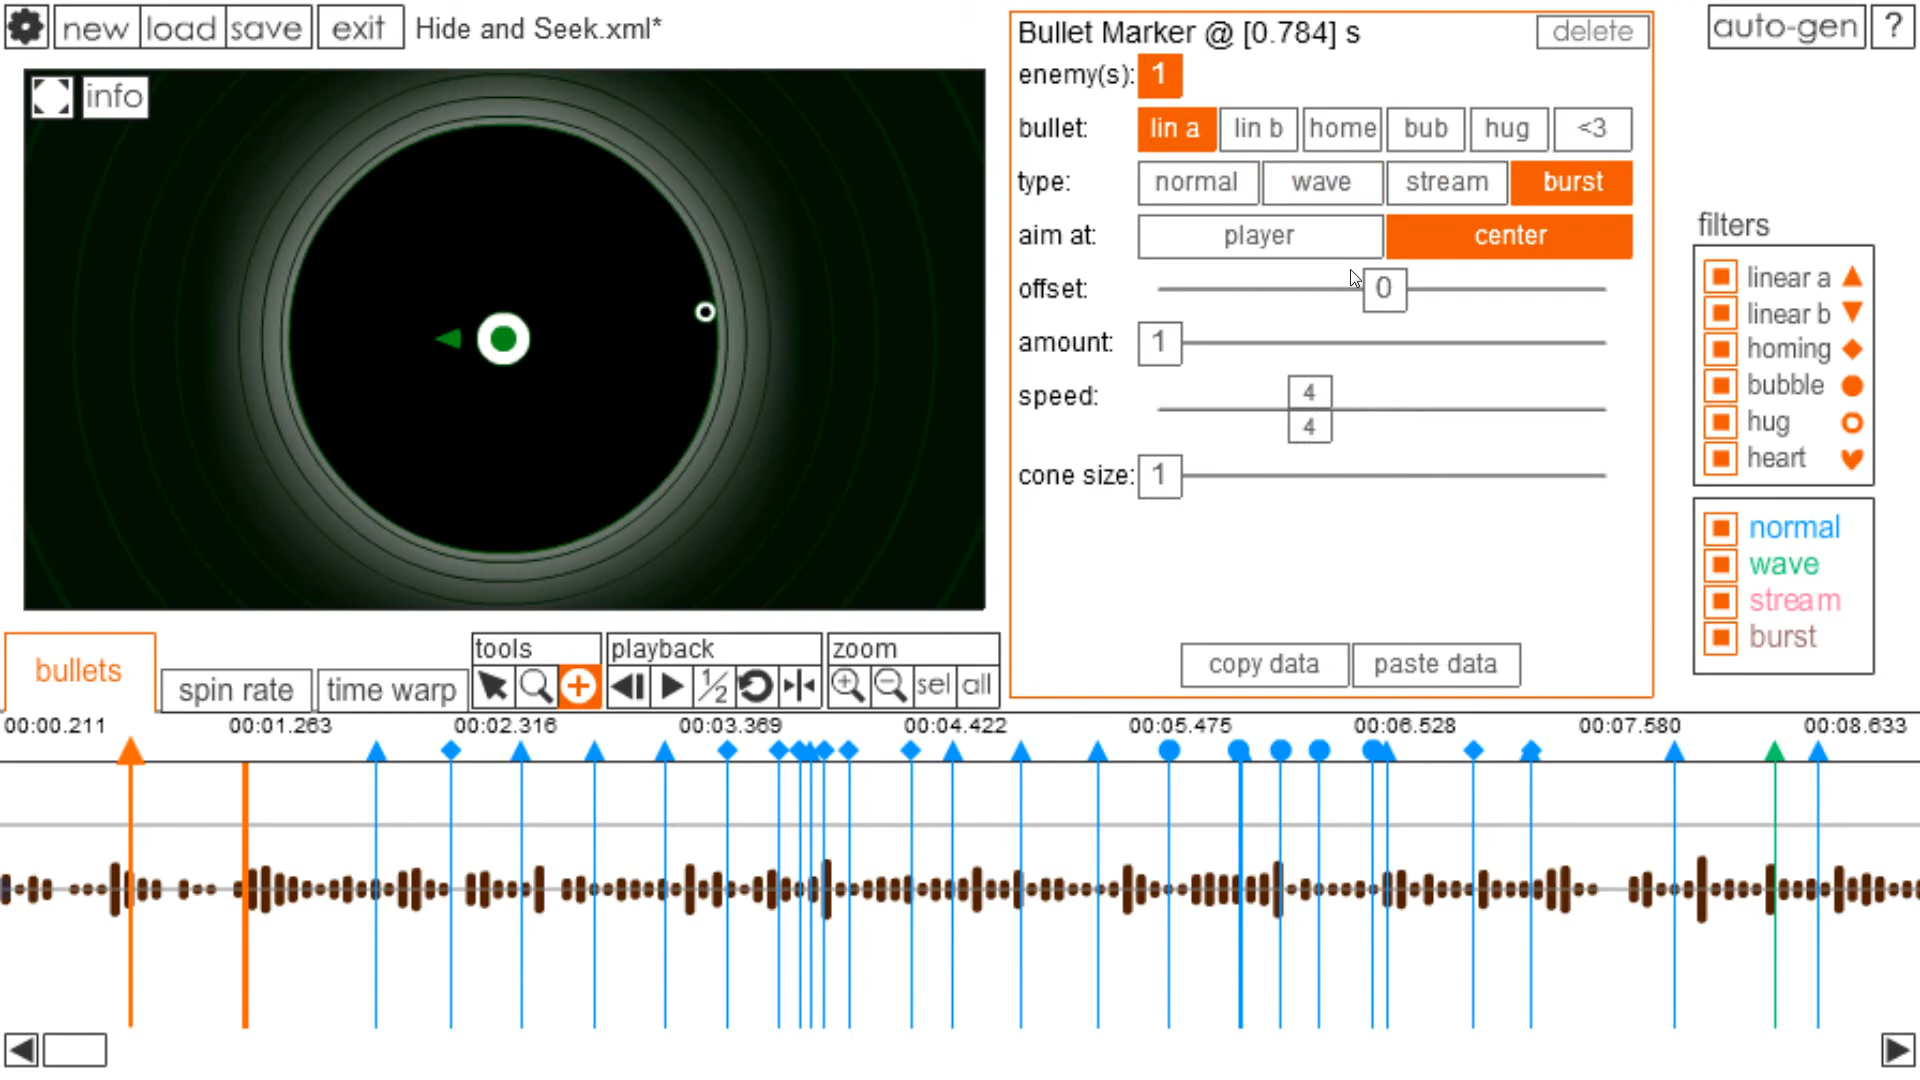 new load save exit Hide and Seek.xml*
info
Bullet Marker @ [0.784] s delete
enemy(s): 1
bullet: lin a lin b home bub hug <3
type: normal wave stream burst
aim at: player center
offset: 0
amount: 1
speed: 4
4
cone size: 1
copy data paste data
auto-gen ?
filters
linear a
linear b
homing
bubble
hug
heart
normal
wave
stream
burst
bullets spin rate time warp
tools playback zoom
1/2 sel all
00:00.211 00:01.263 00:02.316 00:03.369 00:04.422 00:05.475 00:06.528 00:07.580 00:08.633